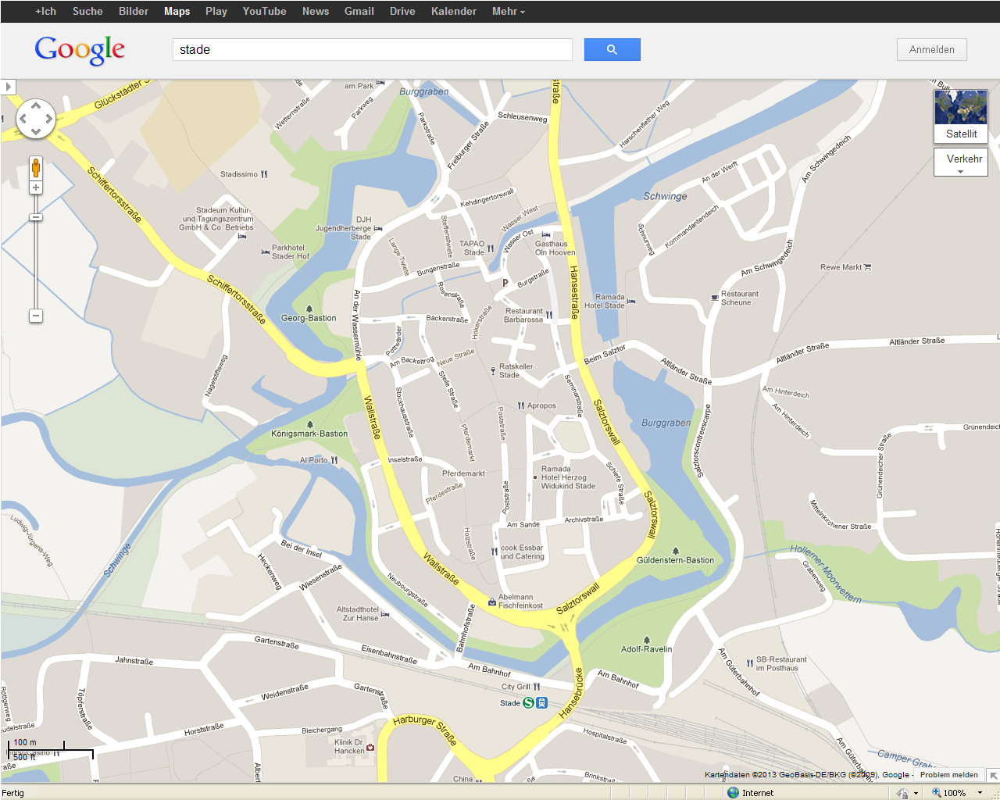 +Ich Suche Bilder Maps Play YouTube News Gmail Drive Kalender Mehr
Google
stade
Anmelden
Satellit
Verkehr
Glückstädter S
am Park
Burggraben
straße
Am Bull
Wetternstraße
Parkweg
Parkstraße
Freiburger Straße
Schleusenweg
Harschenflether Weg
Am Schwingedeich
Schiffertorsstraße
Stadissimo
An der Werft
Schwinge
Kehdingertorswall
Stadeum Kultur-
und Tagungszentrum
GmbH & Co. Betriebs
DJH
Jugendherberge
Stade
Steffenstwiete
Wasser West
Wasser Ost
Kommandantendeich
Schnurweg
Parkhotel
Stader Hof
Lange Twiete
TAPAO
Stade
Gasthaus
Oln Hooven
Am Schwingedeich
Rewe Markt
Bungenstraße
Hansestraße
Burgstraße
P
Schiffertorsstraße
Rosenstraße
An der Wassermühle
Ramada
Hotel Stade
Restaurant
Scheune
Georg-Bastion
Bäckerstraße
Hökerstraße
Restaurant
Barbarossa
Pottwarder
Am Backeltrog
Neue Straße
Beim Salztor
Altländer Straße
Altländer Straße
Altländer Straße
Nagelstiftsweg
Steile Straße
Ratskeller
Stade
Seminarstraße
Am Hinterdeich
Am Hinterdeich
Wallstraße
Stockhausstraße
Poststraße
Apropos
Salztorswall
Burggraben
Salztorscontreescarpe
Königsmark-Bastion
Pferdemarkt
Grünendeicher Straße
Grünendeich
Al Porto
Inselstraße
Pferdemarkt
Ramada
Hotel Herzog
Widukind Stade
Schiefe Straße
Pferdestraße
Poststraße
Salztorswall
Mittelnkirchener Straße
Ludwig-Jürgens-Weg
Am Sande
Archivstraße
Schwinge
Bei der Insel
Holzstraße
cook Essbar
und Catering
Güldenstern-Bastion
Hollerner Moorwettern
Heckenweg
Wiesenstraße
Wallstraße
Grabenweg
Neubourgstraße
Abelmann
Fischfeinkost
Salztorswall
Altstadthotel
Zur Hanse
Bahnhofstraße
Gartenstraße
Eisenbahnstraße
Adolf-Ravelin
Am Güterbahnhof
SB-Restaurant
im Posthaus
Jahnstraße
Am Bahnhof
Am Bahnhof
City Grill
Stade S
Hansebrücke
Röttgerweg
Töpferstraße
Weidenstraße
Gartenstraße
Harburger Straße
Horststraße
Bleichergang
Hospitalstraße
Klinik Dr.
Hancken
Am Güterbahnhof
Camper Grab
Albert
China
Brinkstraße
100 m
500 ft
Kartendaten ©2013 GeoBasis-DE/BKG (©2009), Google - Problem melden
Fertig Internet 100%